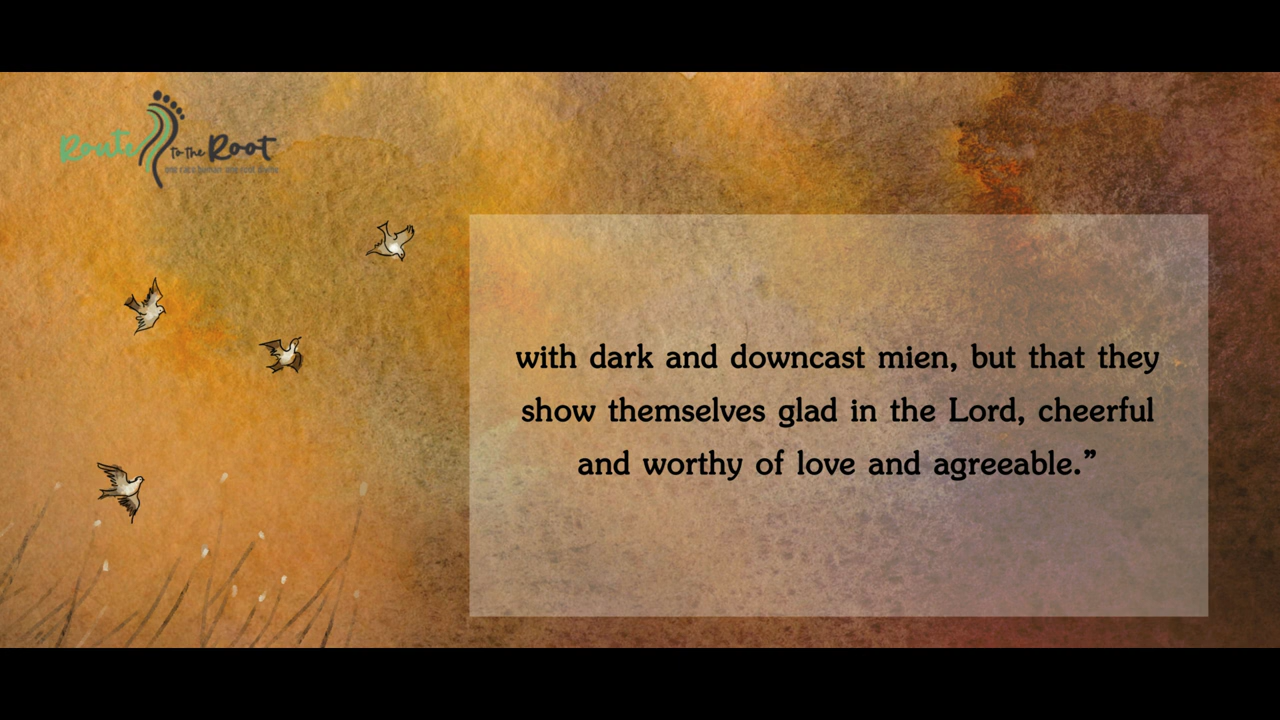 Route to the Root
with dark and downcast mien, but that they
show themselves glad in the Lord, cheerful
and worthy of love and agreeable.”